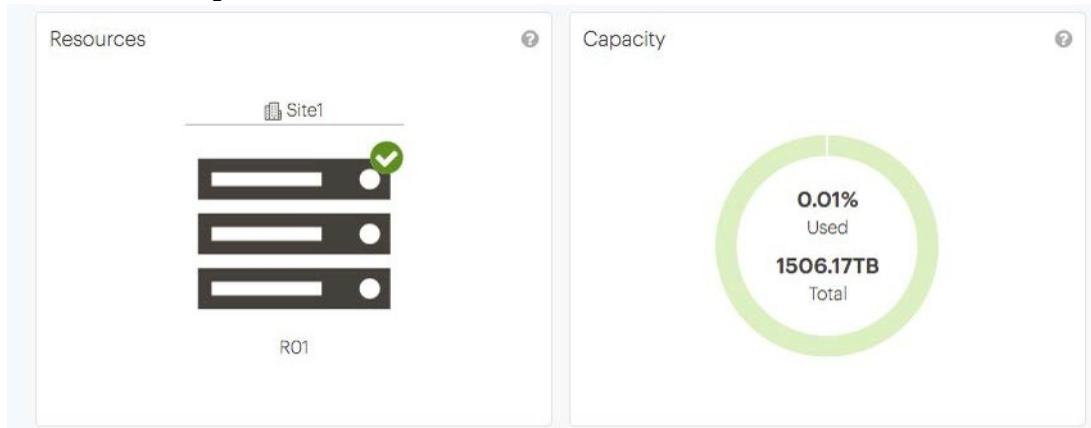 Resources
Site1
R01
Capacity
0.01%
Used
1506.17TB
Total